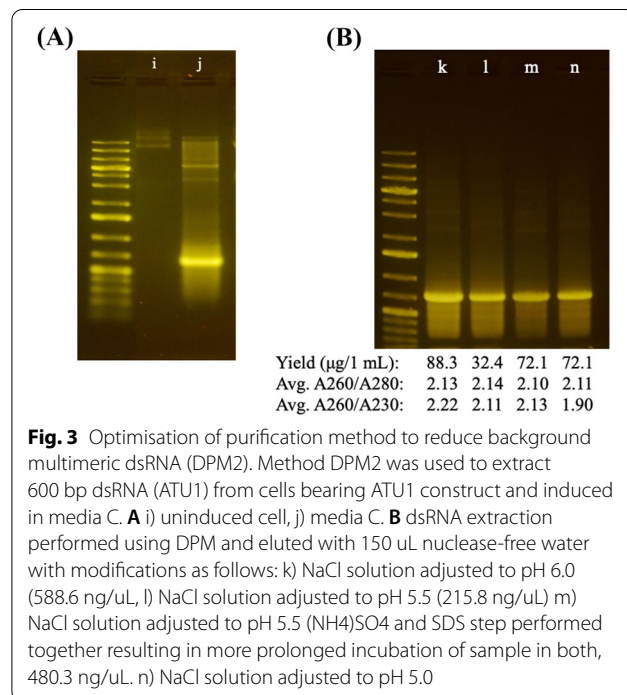 (A)
(B)
i j
k l m n
Yield (μg/1 mL): 88.3 32.4 72.1 72.1
Avg. A260/A280: 2.13 2.14 2.10 2.11
Avg. A260/A230: 2.22 2.11 2.13 1.90
Fig. 3 Optimisation of purification method to reduce background
multimeric dsRNA (DPM2). Method DPM2 was used to extract
600 bp dsRNA (ATU1) from cells bearing ATU1 construct and induced
in media C. A i) uninduced cell, j) media C. B dsRNA extraction
performed using DPM and eluted with 150 uL nuclease-free water
with modifications as follows: k) NaCl solution adjusted to pH 6.0
(588.6 ng/uL, l) NaCl solution adjusted to pH 5.5 (215.8 ng/uL) m)
NaCl solution adjusted to pH 5.5 (NH4)SO4 and SDS step performed
together resulting in more prolonged incubation of sample in both,
480.3 ng/uL. n) NaCl solution adjusted to pH 5.0